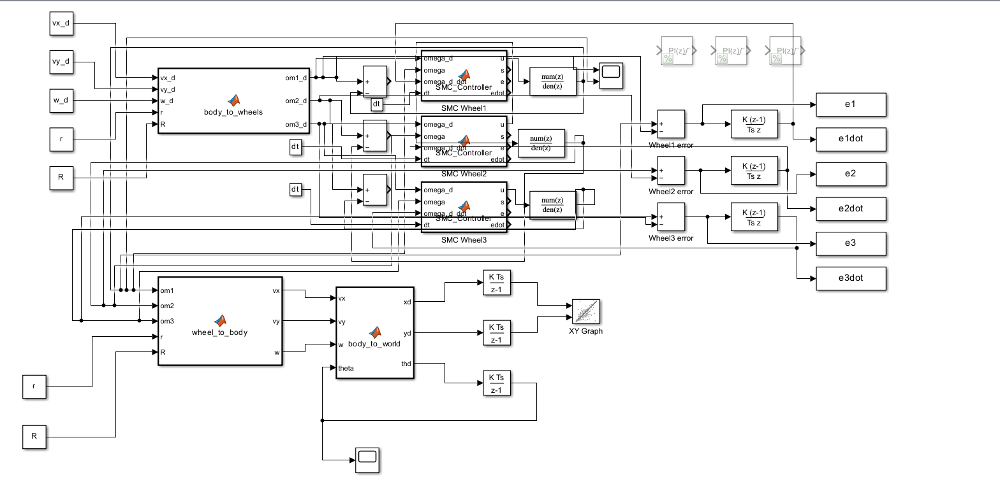 vx_d
vy_d
w_d
r
R
vx_d
vy_d
w_d
r
R
body_to_wheels
om1_d
om2_d
om3_d
+
−
dt
+
−
dt
+
−
dt
omega_d
omega
omega_d_dot
dt
SMC_Controller
u
s
e
edot
SMC Wheel1
num(z)
den(z)
omega_d
omega
omega_d_dot
dt
SMC_Controller
u
s
e
edot
SMC Wheel2
num(z)
den(z)
omega_d
omega
omega_d_dot
dt
SMC_Controller
u
s
e
edot
SMC Wheel3
num(z)
den(z)
PI(z)
%
PI(z)
%
PI(z)
%
+
−
Wheel1 error
K (z-1)
Ts z
e1
e1dot
+
−
Wheel2 error
K (z-1)
Ts z
e2
e2dot
+
−
Wheel3 error
K (z-1)
Ts z
e3
e3dot
om1
om2
om3
r
R
wheel_to_body
vx
vy
w
r
R
vx
vy
w
theta
body_to_world
xd
yd
thd
K Ts
z-1
K Ts
z-1
K Ts
z-1
XY Graph